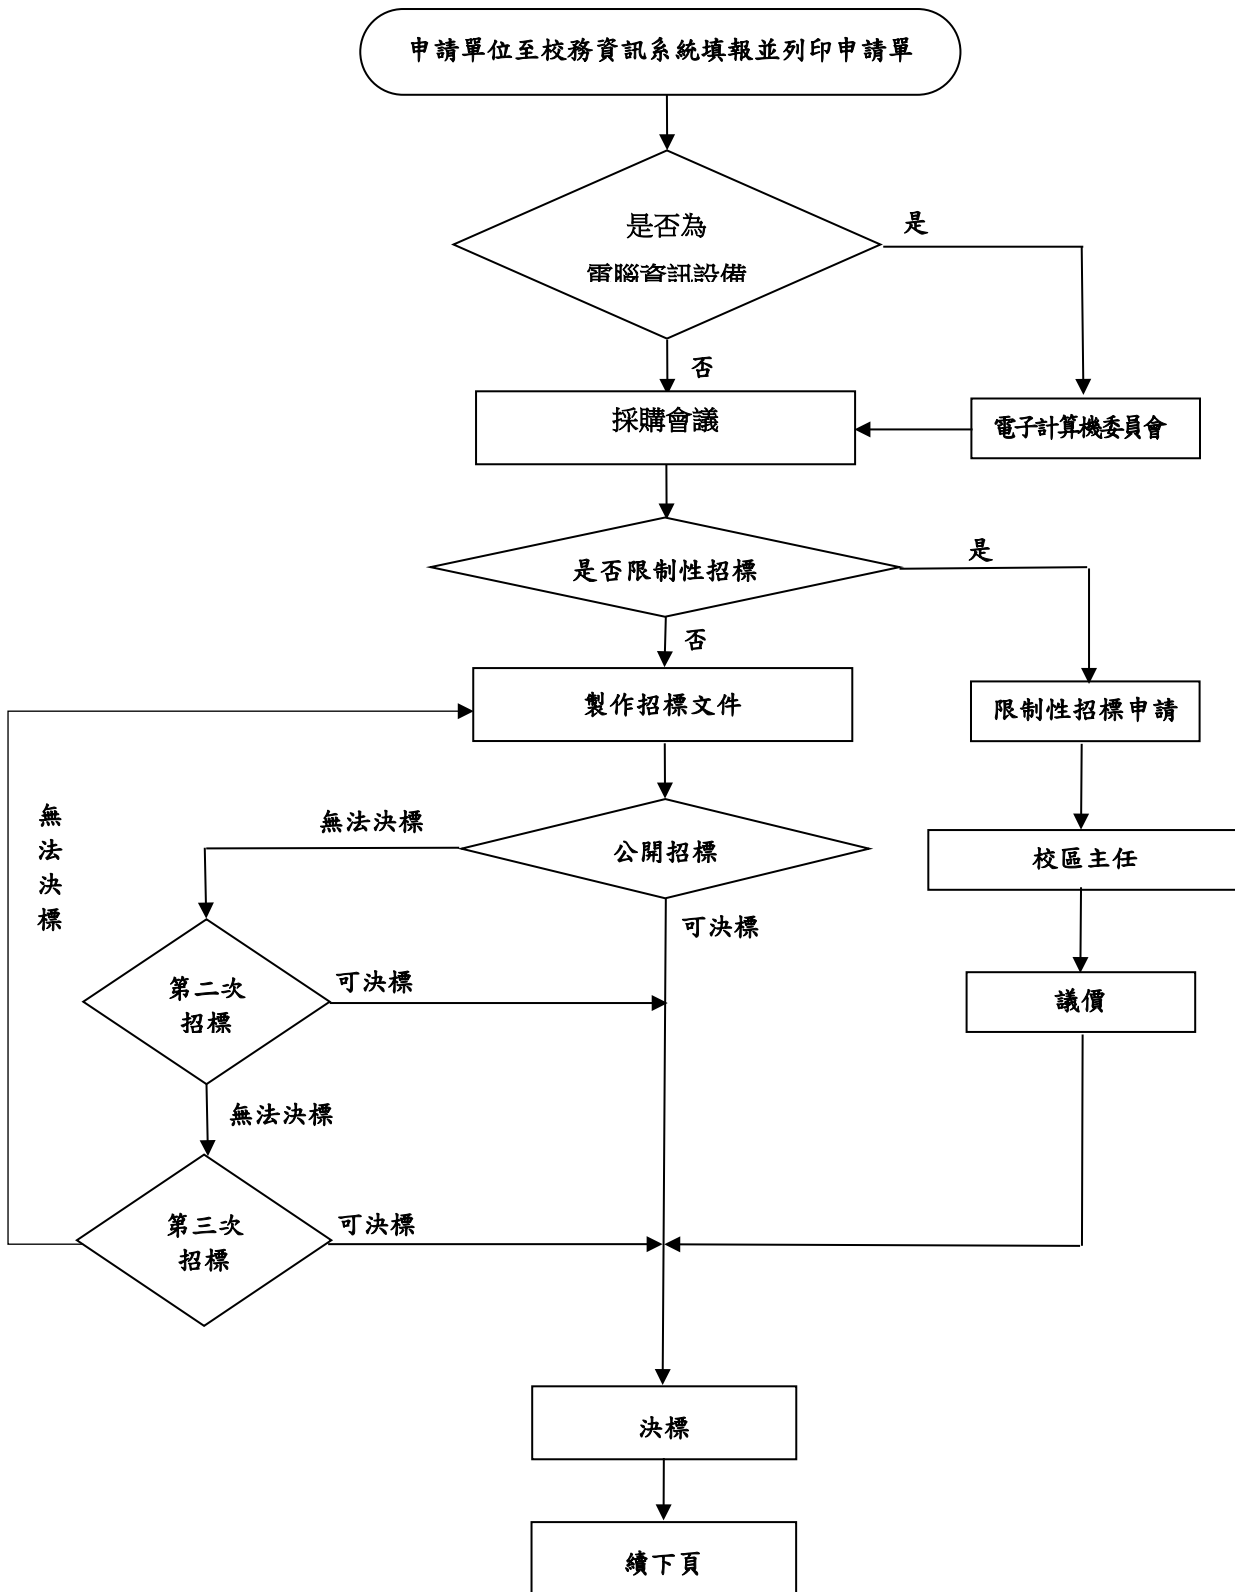 申請單位至校務資訊系統填報並列印申請單
是否為
電腦資訊設備
是
否
採購會議
電子計算機委員會
是否限制性招標
是
否
製作招標文件
限制性招標申請
無法決標
無法決標
公開招標
校區主任
可決標
第二次
招標
可決標
議價
無法決標
第三次
招標
可決標
決標
續下頁